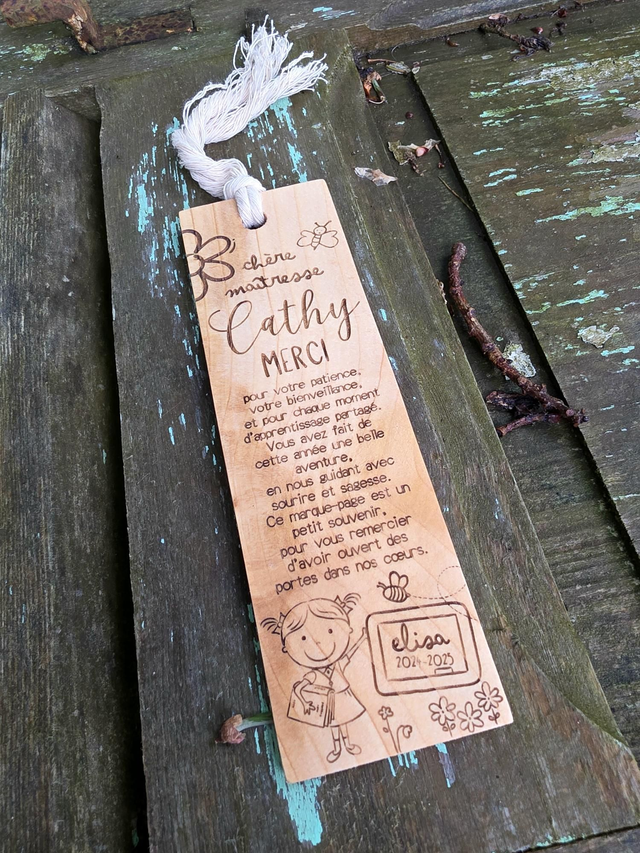 chère
maîtresse
Cathy
MERCI
pour votre patience,
votre bienveillance,
et pour chaque moment
d'apprentissage partagé.
Vous avez fait de
cette année une belle
aventure,
en nous guidant avec
sourire et sagesse.
Ce marque-page est un
petit souvenir,
pour vous remercier
d'avoir ouvert des
portes dans nos cœurs.
elisa
2024-2025